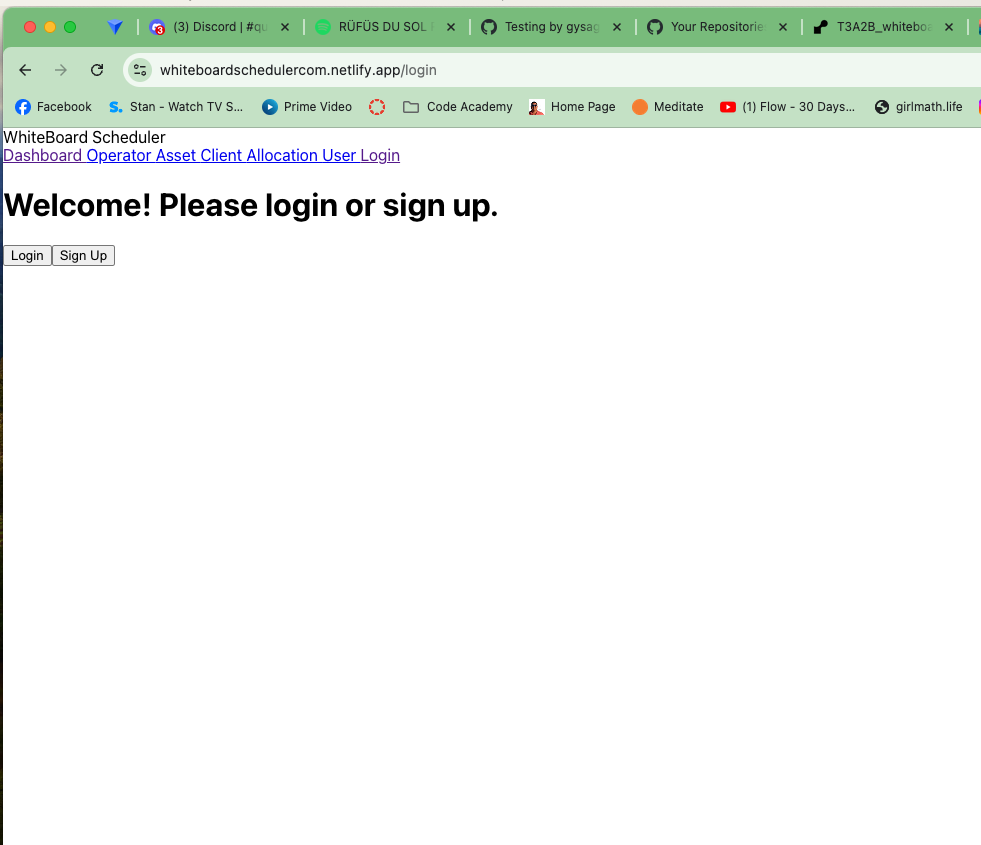 (3) Discord | #qu
RÜFÜS DU SOL
Testing by gysag
Your Repositorie
T3A2B_whiteboa
whiteboardschedulercom.netlify.app/login
Facebook
S. Stan - Watch TV S...
Prime Video
Code Academy
Home Page
Meditate
(1) Flow - 30 Days...
girlmath.life
WhiteBoard Scheduler
Dashboard Operator Asset Client Allocation User Login
Welcome! Please login or sign up.
Login Sign Up